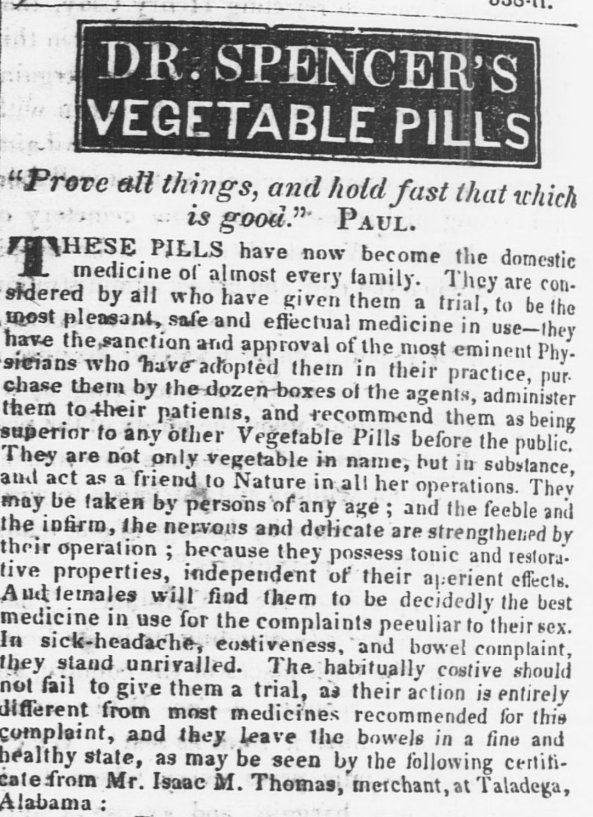 DR. SPENCER'S
VEGETABLE PILLS
"Prove all things, and hold fast that which
is good." PAUL.
THESE PILLS have now become the domestic
medicine of almost every family. They are con-
sidered by all who have given them a trial, to be the
most pleasant, safe and effectual medicine in use—they
have the sanction and approval of the most eminent Phy-
sicians who have adopted them in their practice, pur-
chase them by the dozen boxes of the agents, administer
them to their patients, and recommend them as being
superior to any other Vegetable Pills before the public.
They are not only vegetable in name, but in substance,
and act as a friend to Nature in all her operations. They
may be taken by persons of any age ; and the feeble and
the infirm, the nervous and delicate are strengthened by
their operation ; because they possess tonic and restora-
tive properties, independent of their aperient effects.
And females will find them to be decidedly the best
medicine in use for the complaints peculiar to their sex.
In sick-headache, costiveness, and bowel complaint,
they stand unrivalled. The habitually costive should
not fail to give them a trial, as their action is entirely
different from most medicines recommended for this
complaint, and they leave the bowels in a fine and
healthy state, as may be seen by the following certifi-
cate from Mr. Isaac M. Thomas, merchant, at Taladega,
Alabama :